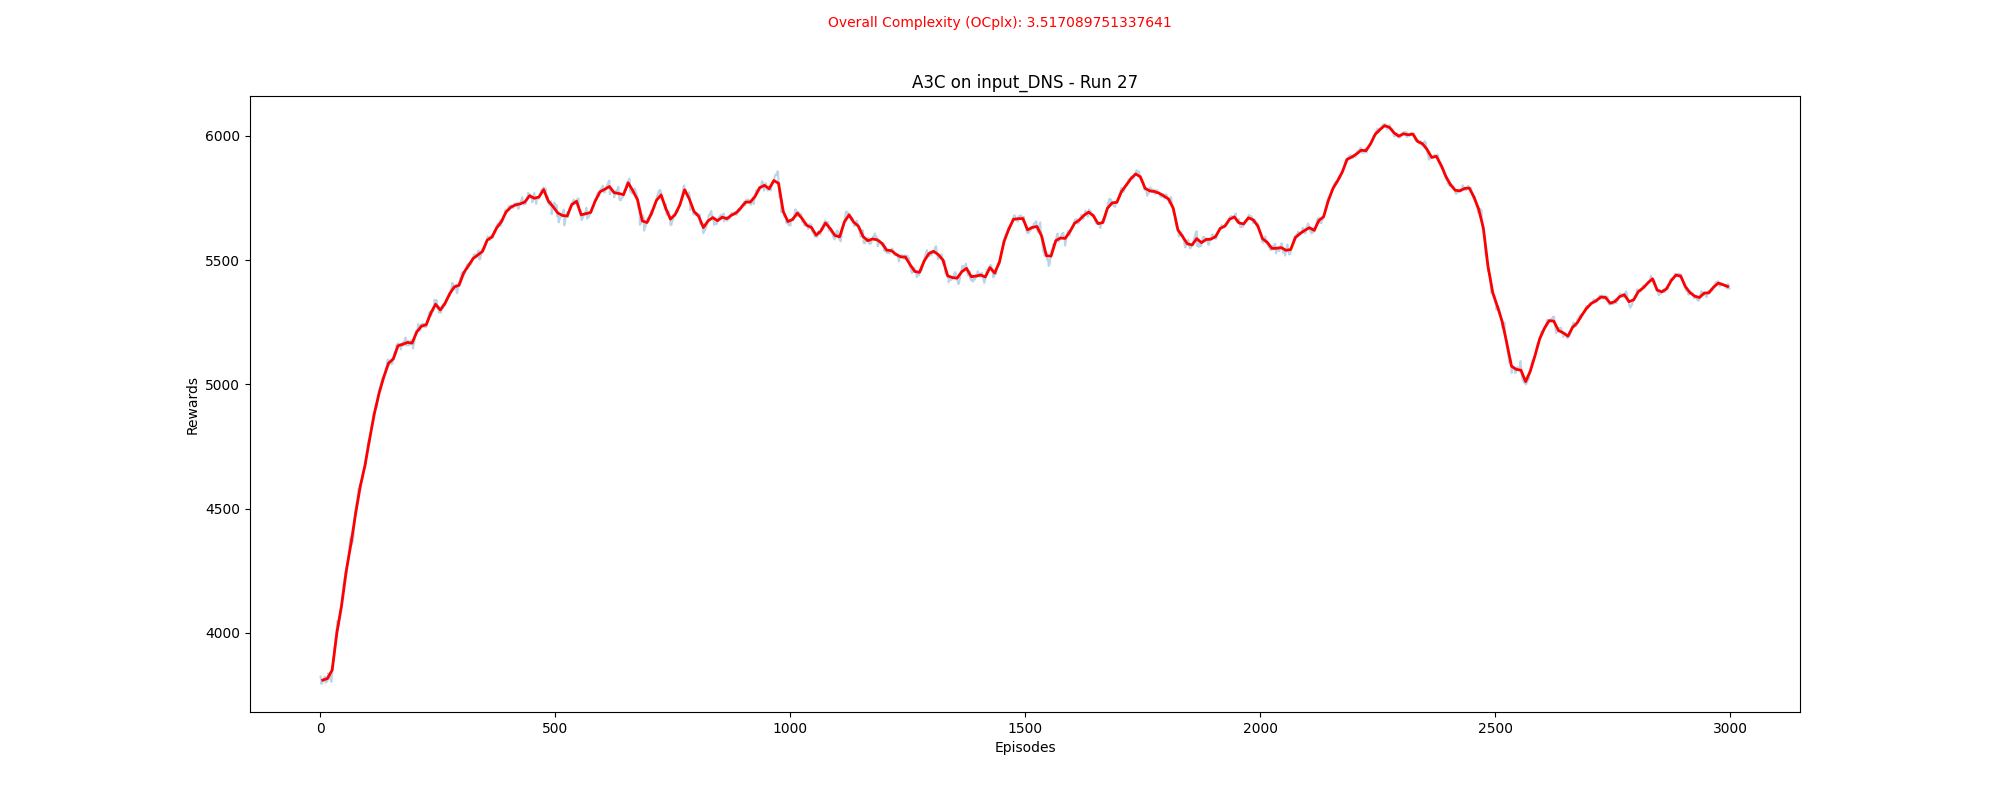 Overall Complexity (OCplx): 3.517089751337641
A3C on input_DNS - Run 27
6000
5500
5000
4500
4000
Rewards
0 500 1000 1500 2000 2500 3000
Episodes